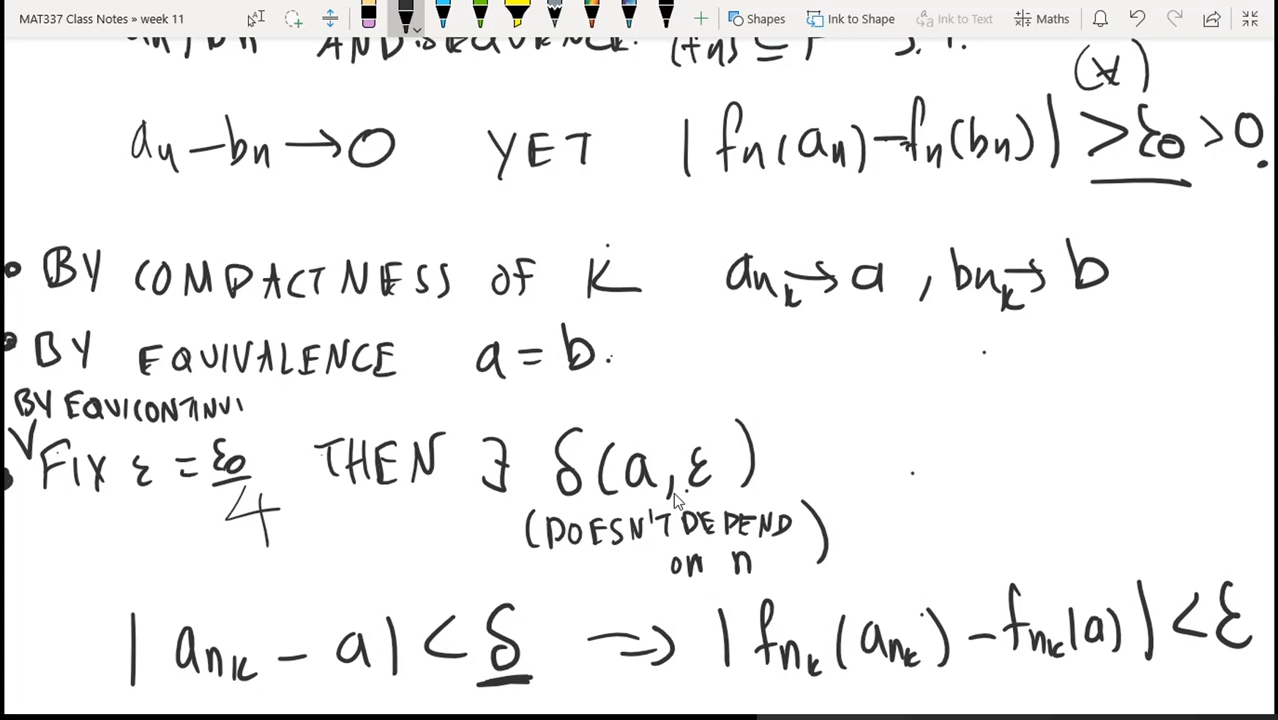 MAT337 Class Notes » week 11
Shapes Ink to Shape Ink to Text Maths
AND SEQUENCE (fn) ⊆ F S.T.
(*)
an - bn → 0 YET | fn(an) - fn(bn) | > ε0 > 0.
• BY COMPACTNESS OF K ank → a , bnk → b
• BY EQUIVALENCE a = b.
BY EQUICONTINUI
• FIX ε = ε0/4 THEN ∃ δ(a, ε)
(DOESN'T DEPEND
on n )
| ank - a | < δ ⇒ | fnk(ank) - fnk(a) | < ε